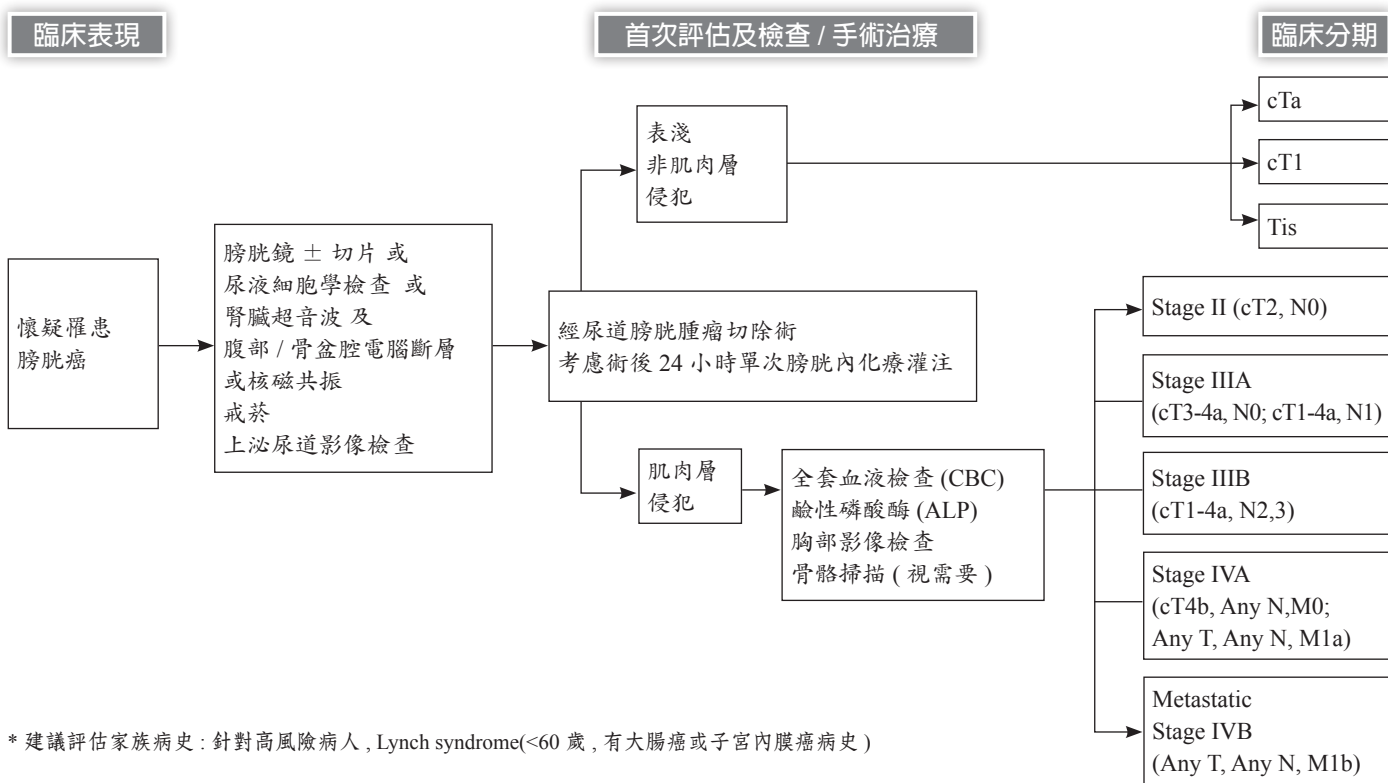 臨床表現
首次評估及檢查 / 手術治療
臨床分期
懷疑罹患
膀胱癌
膀胱鏡 ± 切片 或
尿液細胞學檢查 或
腎臟超音波 及
腹部 / 骨盆腔電腦斷層
或核磁共振
戒菸
上泌尿道影像檢查
表淺
非肌肉層
侵犯
經尿道膀胱腫瘤切除術
考慮術後 24 小時單次膀胱內化療灌注
肌肉層
侵犯
全套血液檢查 (CBC)
鹼性磷酸酶 (ALP)
胸部影像檢查
骨骼掃描 ( 視需要 )
cTa
cT1
Tis
Stage II (cT2, N0)
Stage IIIA
(cT3-4a, N0; cT1-4a, N1)
Stage IIIB
(cT1-4a, N2,3)
Stage IVA
(cT4b, Any N,M0;
Any T, Any N, M1a)
Metastatic
Stage IVB
(Any T, Any N, M1b)
* 建議評估家族病史 : 針對高風險病人 , Lynch syndrome(<60 歲 , 有大腸癌或子宮內膜癌病史 )